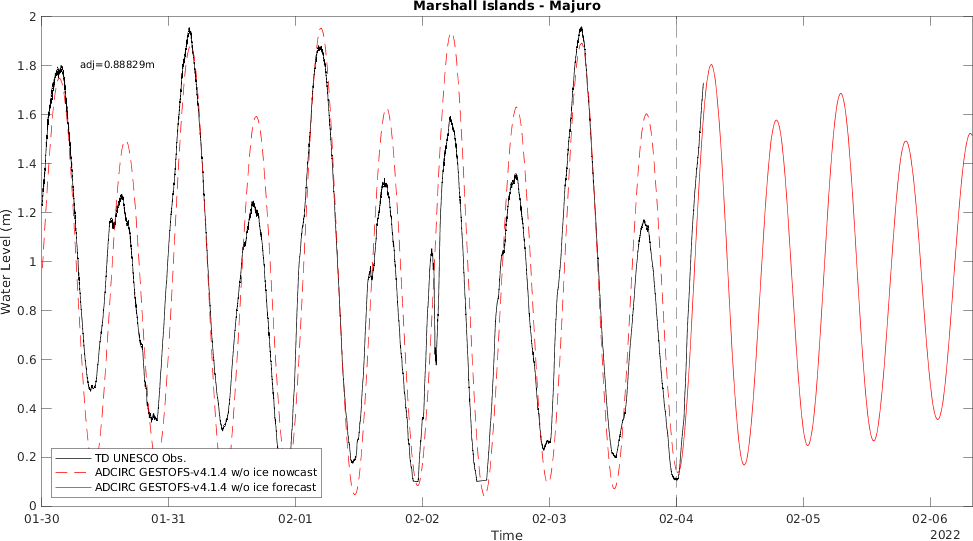 Marshall Islands - Majuro
adj=0.88829m
Water Level (m)
2
1.8
1.6
1.4
1.2
1
0.8
0.6
0.4
0.2
0
TD UNESCO Obs.
ADCIRC GESTOFS-v4.1.4 w/o ice nowcast
ADCIRC GESTOFS-v4.1.4 w/o ice forecast
01-30 01-31 02-01 02-02 02-03 02-04 02-05 02-06
Time
2022